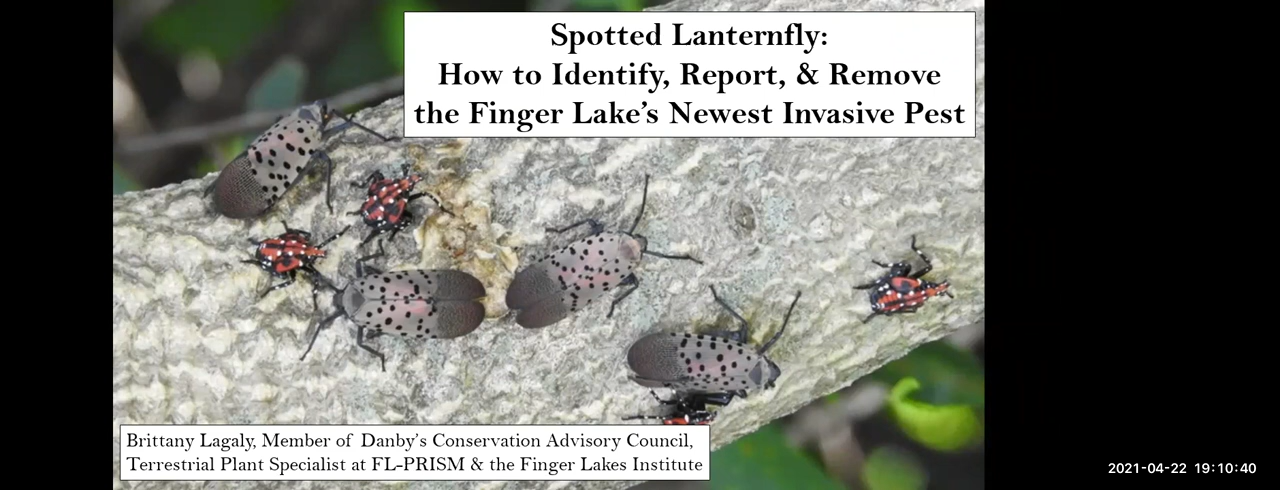 Spotted Lanternfly:
How to Identify, Report, & Remove
the Finger Lake's Newest Invasive Pest
Brittany Lagaly, Member of Danby's Conservation Advisory Council,
Terrestrial Plant Specialist at FL-PRISM & the Finger Lakes Institute
2021-04-22 19:10:40